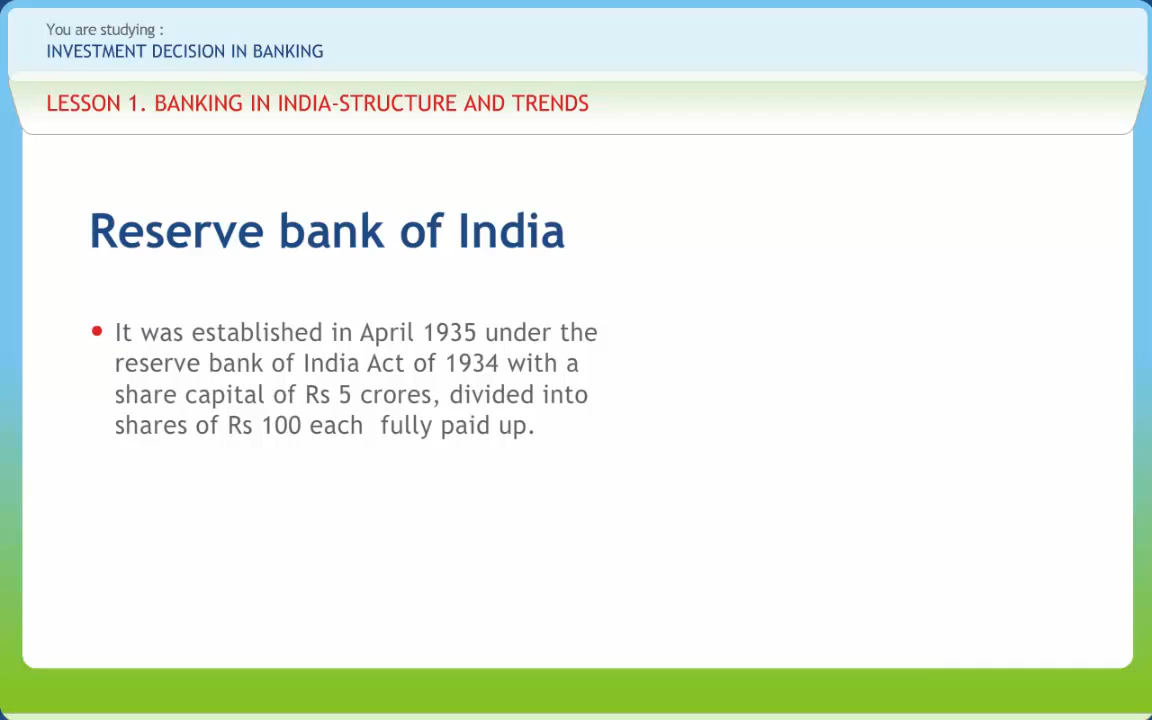 You are studying :
INVESTMENT DECISION IN BANKING
LESSON 1. BANKING IN INDIA-STRUCTURE AND TRENDS
Reserve bank of India
• It was established in April 1935 under the
reserve bank of India Act of 1934 with a
share capital of Rs 5 crores, divided into
shares of Rs 100 each  fully paid up.